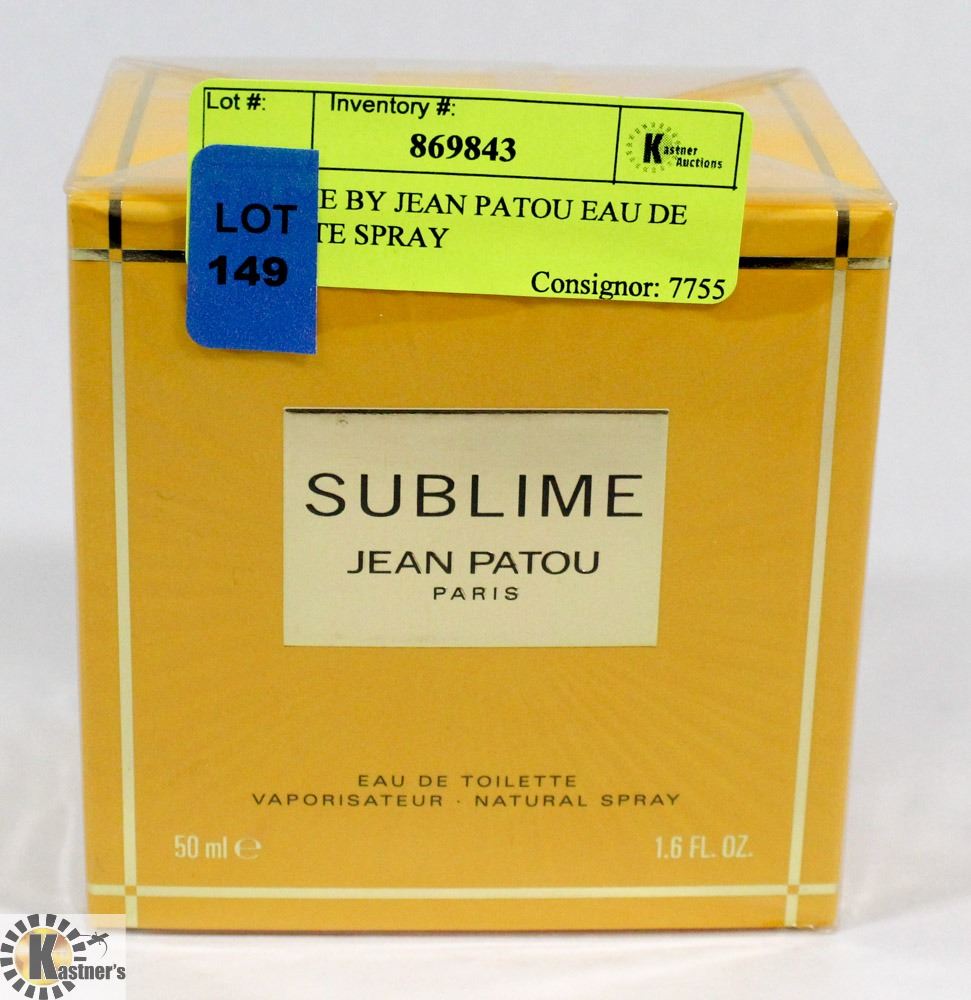 Lot #:
Inventory #:
869843
Kastner
Auctions
E BY JEAN PATOU EAU DE
TE SPRAY
Consignor: 7755
LOT
149
SUBLIME
JEAN PATOU
PARIS
EAU DE TOILETTE
VAPORISATEUR · NATURAL SPRAY
50 ml ℮
1.6 FL. OZ.
KASTNER'S